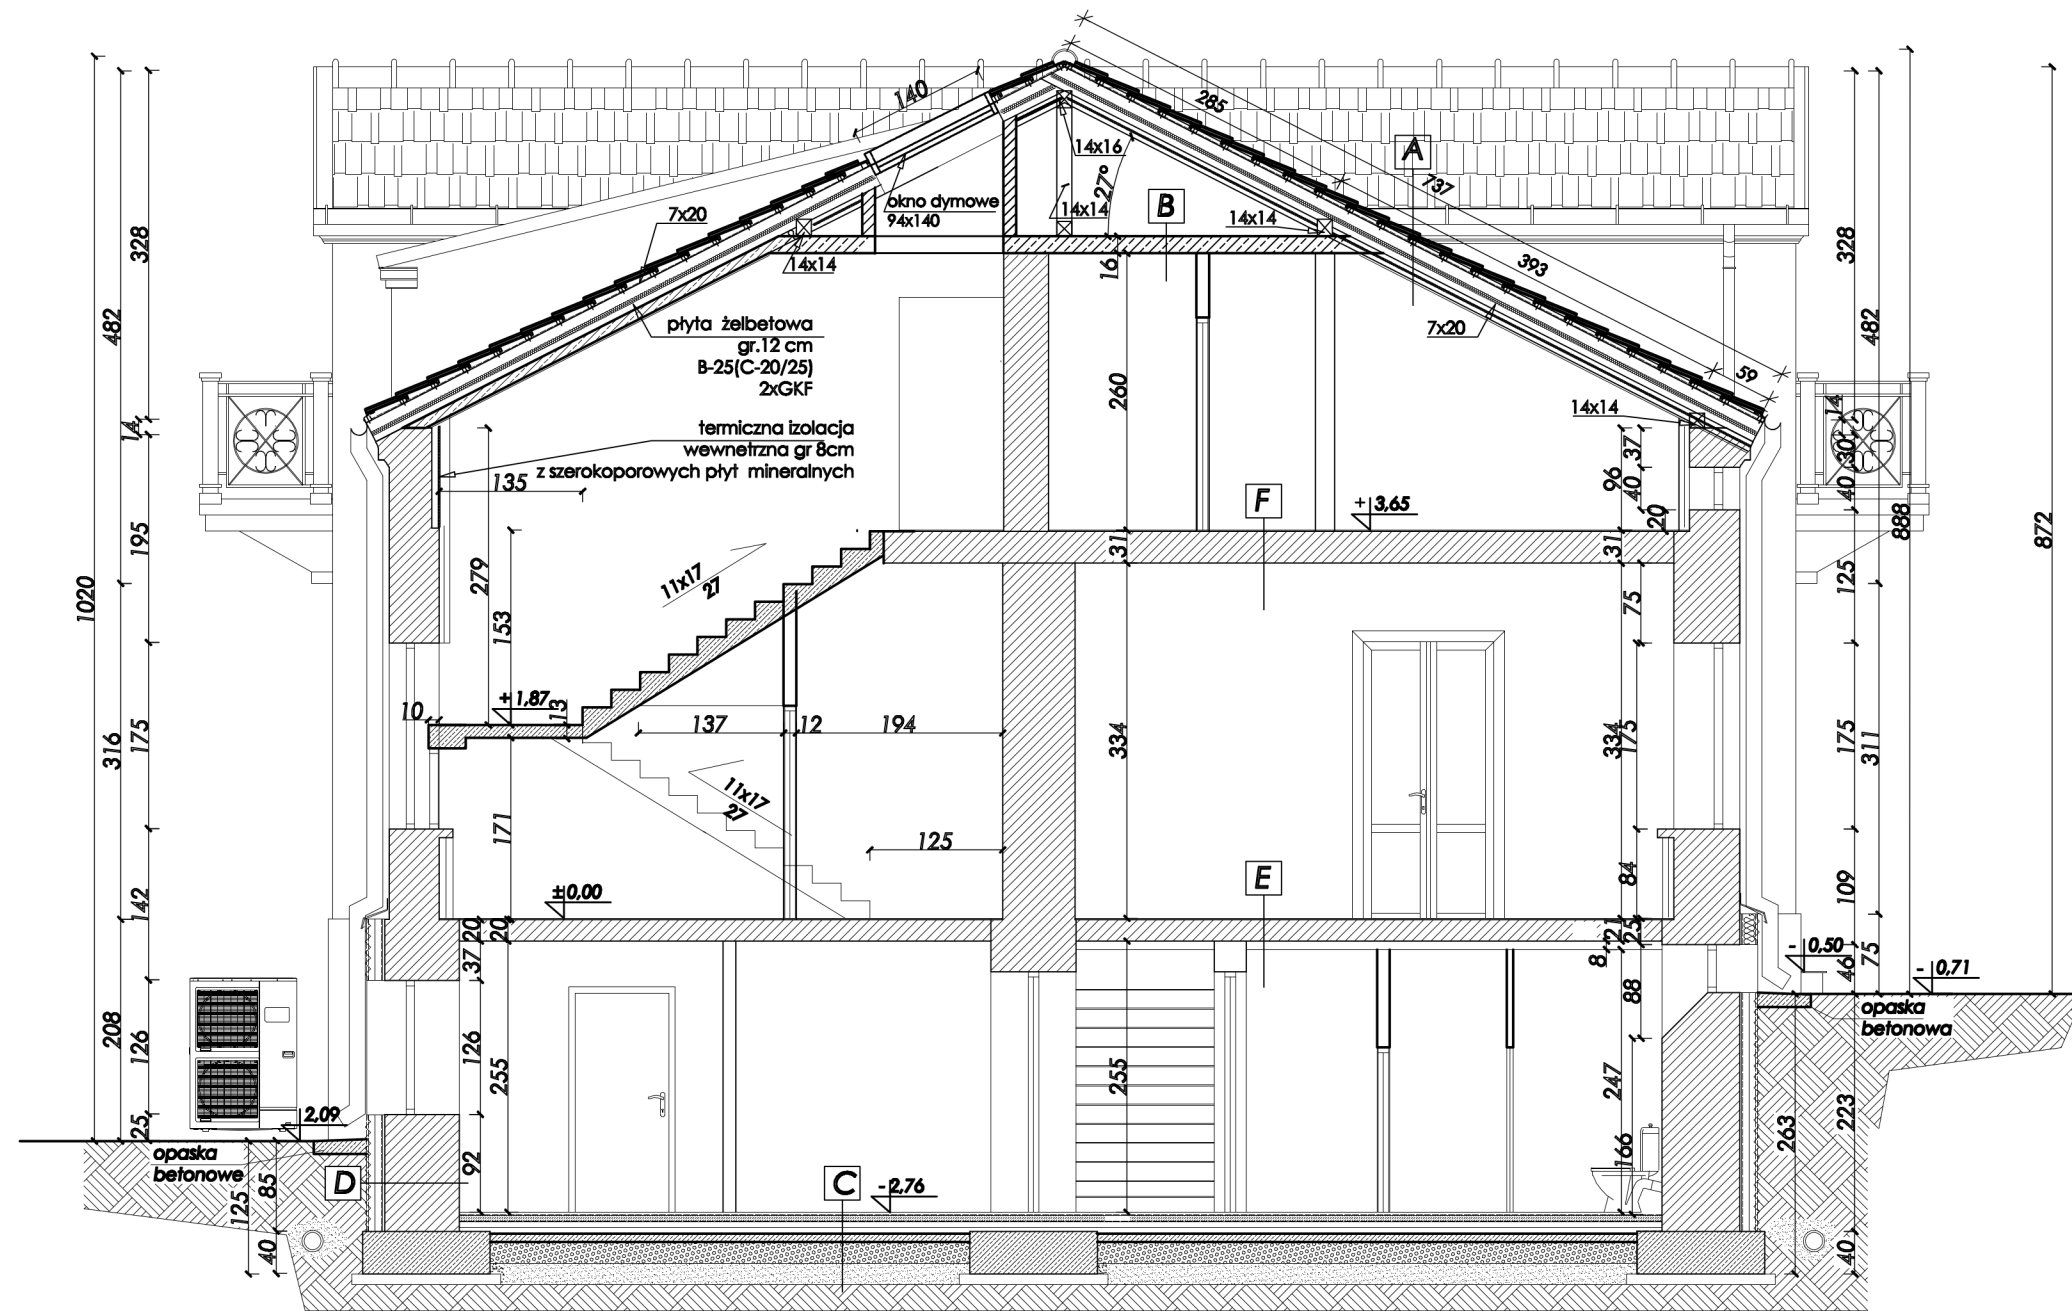 140
285
14x16
A
737
27°
B
okno dymowe
94x140
14x14
14x14
7x20
328
328
14x14
16
393
482
482
płyta żelbetowa
gr.12 cm
B-25(C-20/25)
2xGKF
7x20
260
59
14x14
14
14
termiczna izolacja
wewnetrzna gr 8cm
z szerokoporowych płyt mineralnych
135
37
96
40
30
40
F
+ 3,65
20
888
872
195
31
31
125
1020
279
153
11x17
27
75
+ 1,87
13
10
137
12
194
175
316
334
334
175
175
311
11x17
27
171
125
84
142
± 0,00
E
109
20
20
21
25
37
8
- 0,50
46
75
- 0,71
88
opaska
betonowa
208
126
126
255
255
247
2,09
25
263
223
opaska
betonowe
D
92
166
C
- 2,76
125
85
40
40